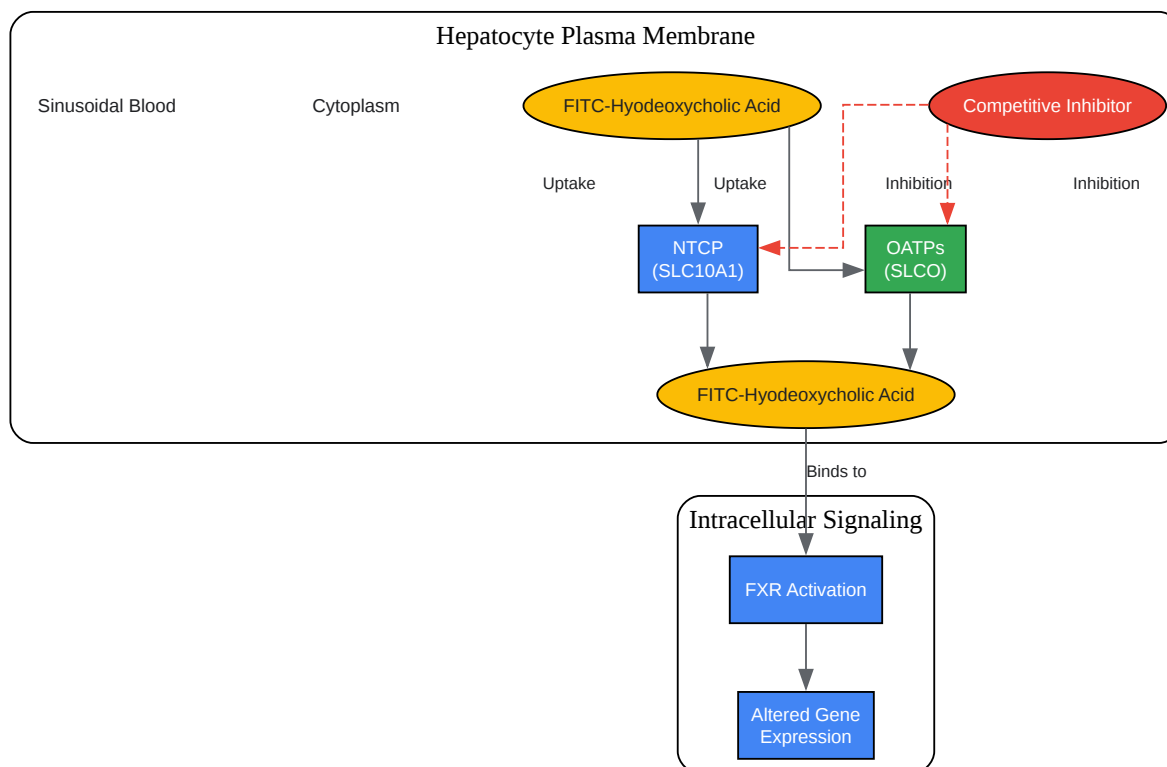 Hepatocyte Plasma Membrane
Sinusoidal Blood
Cytoplasm
FITC-Hyodeoxycholic Acid
Competitive Inhibitor
Uptake
Uptake
Inhibition
Inhibition
NTCP
(SLC10A1)
OATPs
(SLCO)
FITC-Hyodeoxycholic Acid
Binds to
Intracellular Signaling
FXR Activation
Altered Gene
Expression